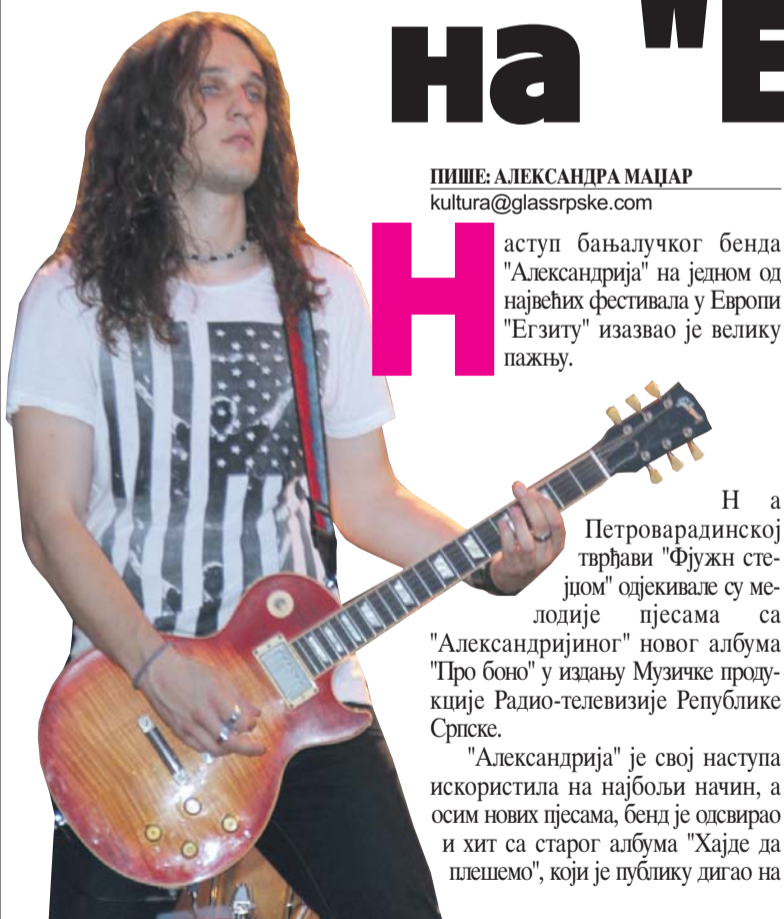 на "Е
ПИШЕ: АЛЕКСАНДРА МАЏАР
kultura@glassrpske.com
Наступ бањалучког бенда
"Александрија" на једном од
највећих фестивала у Европи
"Егзиту" изазвао је велику
пажњу.
На
Петроварадинској
тврђави "Фјужн сте-
јџом" одјекивале су ме-
лодије пјесама са
"Александријиног" новог албума
"Про боно" у издању Музичке проду-
кције Радио-телевизије Републике
Српске.
"Александрија" је свој наступа
искористила на најбољи начин, а
осим нових пјесама, бенд је одсвирао
и хит са старог албума "Хајде да
плешемо", који је публику дигао на